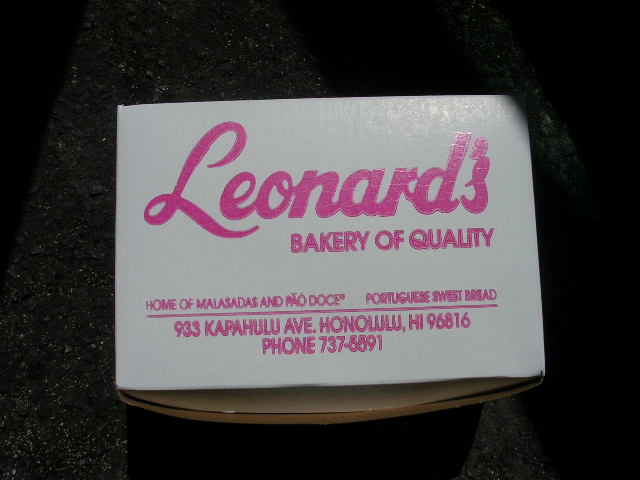 Leonard's
BAKERY OF QUALITY
HOME OF MALASADAS AND PÃO DOCE® PORTUGUESE SWEET BREAD
933 KAPAHULU AVE. HONOLULU, HI 96816
PHONE 737-5591